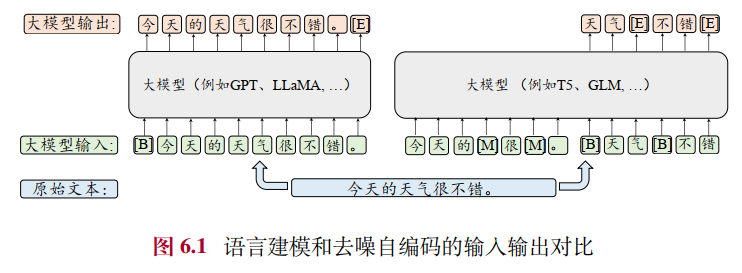 大模型输出: 今 天 的 天 气 很 不 错 。 [E] 天 气 [E] 不 错 [E]
大模型（例如GPT、LLaMA, …） 大模型 （例如T5、GLM, …）
大模型输入: [B] 今 天 的 天 气 很 不 错 。 今 天 的 [M] 很 [M] 。 [B] 天 气 [B] 不 错
原始文本: 今天的天气很不错。
图 6.1 语言建模和去噪自编码的输入输出对比